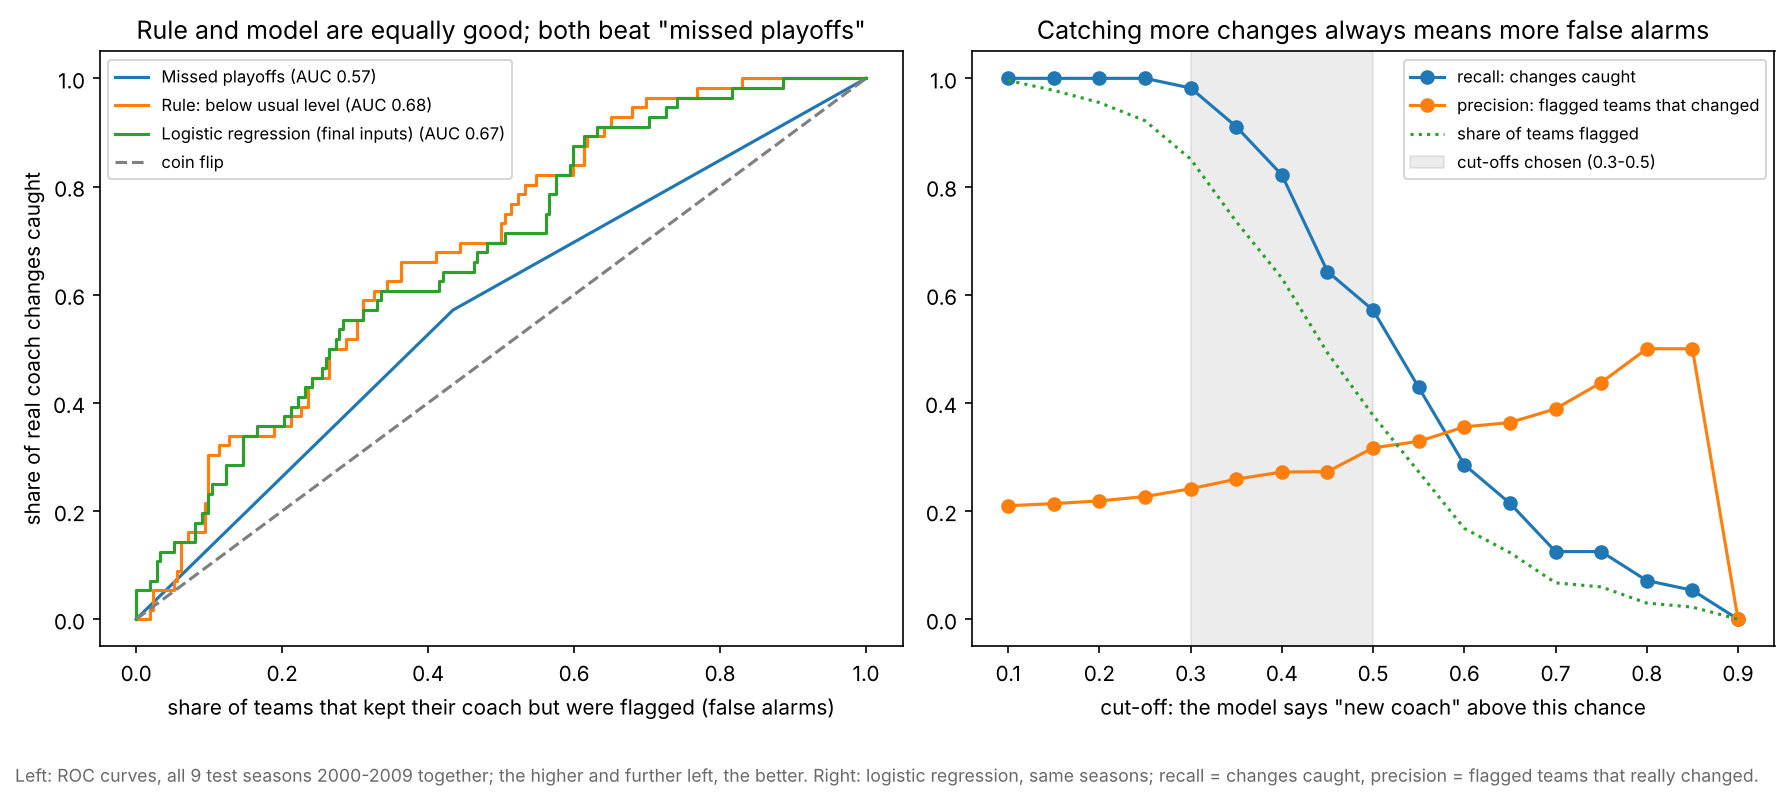 Rule and model are equally good; both beat "missed playoffs"
Missed playoffs (AUC 0.57)
Rule: below usual level (AUC 0.68)
Logistic regression (final inputs) (AUC 0.67)
coin flip
share of real coach changes caught
1.0
0.8
0.6
0.4
0.2
0.0
0.0 0.2 0.4 0.6 0.8 1.0
share of teams that kept their coach but were flagged (false alarms)
Catching more changes always means more false alarms
recall: changes caught
precision: flagged teams that changed
share of teams flagged
cut-offs chosen (0.3-0.5)
1.0
0.8
0.6
0.4
0.2
0.0
0.1 0.2 0.3 0.4 0.5 0.6 0.7 0.8 0.9
cut-off: the model says "new coach" above this chance
Left: ROC curves, all 9 test seasons 2000-2009 together; the higher and further left, the better. Right: logistic regression, same seasons; recall = changes caught, precision = flagged teams that really changed.